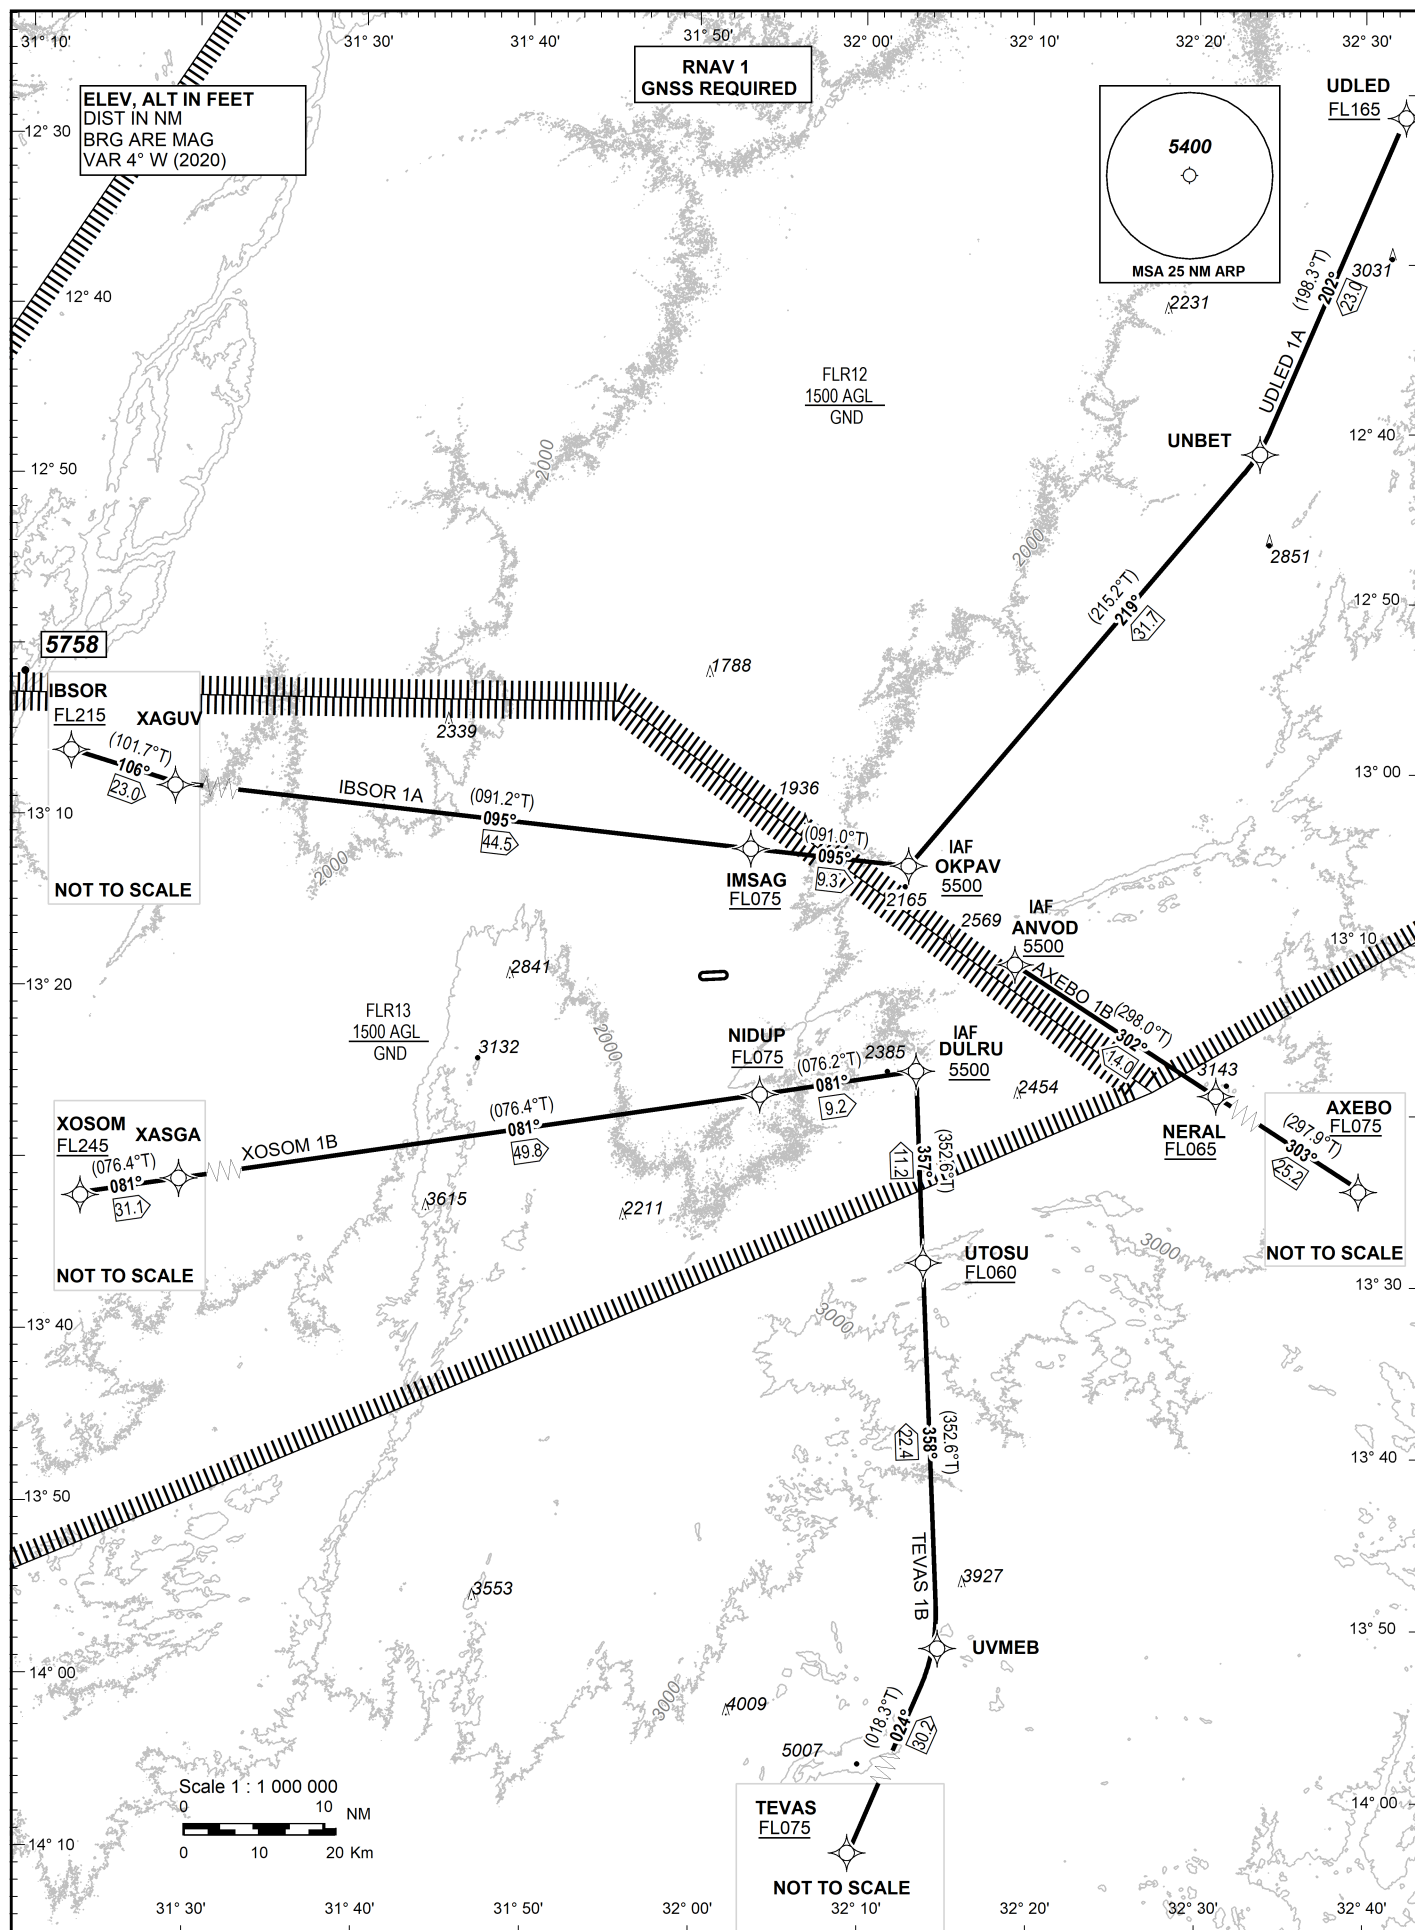 31° 10'
31° 30'
31° 40'
31° 50'
32° 00'
32° 10'
32° 20'
32° 30'
RNAV 1
GNSS REQUIRED
ELEV, ALT IN FEET
DIST IN NM
BRG ARE MAG
VAR 4° W (2020)
5400
MSA 25 NM ARP
UDLED
FL165
12° 30
12° 40
12° 50
13° 10
13° 20
13° 40
13° 50
14° 00
14° 10
(198.3°T)
202°
23.0
3031
2231
UDLED 1A
FLR12
1500 AGL
GND
UNBET
12° 40
2000
2000
2851
(215.2°T)
219°
31.7
12° 50
5758
1788
IBSOR
FL215
XAGUV
(101.7°T)
106°
23.0
NOT TO SCALE
2339
IBSOR 1A
(091.2°T)
095°
44.5
2000
1936
(091.0°T)
095°
9.3
IMSAG
FL075
IAF
OKPAV
5500
13° 00
2165
2569
IAF
ANVOD
5500
13° 10
AXEBO 1B
(298.0°T)
302°
14.0
2841
FLR13
1500 AGL
GND
3132
2000
NIDUP
FL075
(076.2°T)
081°
9.2
2385
IAF
DULRU
5500
2454
3143
NERAL
FL065
AXEBO
FL075
(297.9°T)
303°
25.2
NOT TO SCALE
XOSOM
FL245
XASGA
(076.4°T)
081°
31.1
NOT TO SCALE
XOSOM 1B
(076.4°T)
081°
49.8
3615
2211
11.2
357°
(352.6°T)
UTOSU
FL060
3000
3000
13° 30
22.4
358°
(352.6°T)
13° 40
TEVAS 1B
3927
3553
13° 50
UVMEB
3000
4009
(018.3°T)
024°
30.2
5007
14° 00
TEVAS
FL075
NOT TO SCALE
Scale 1 : 1 000 000
0 10 NM
0 10 20 Km
31° 30'
31° 40'
31° 50'
32° 00'
32° 10'
32° 20'
32° 30'
32° 40'